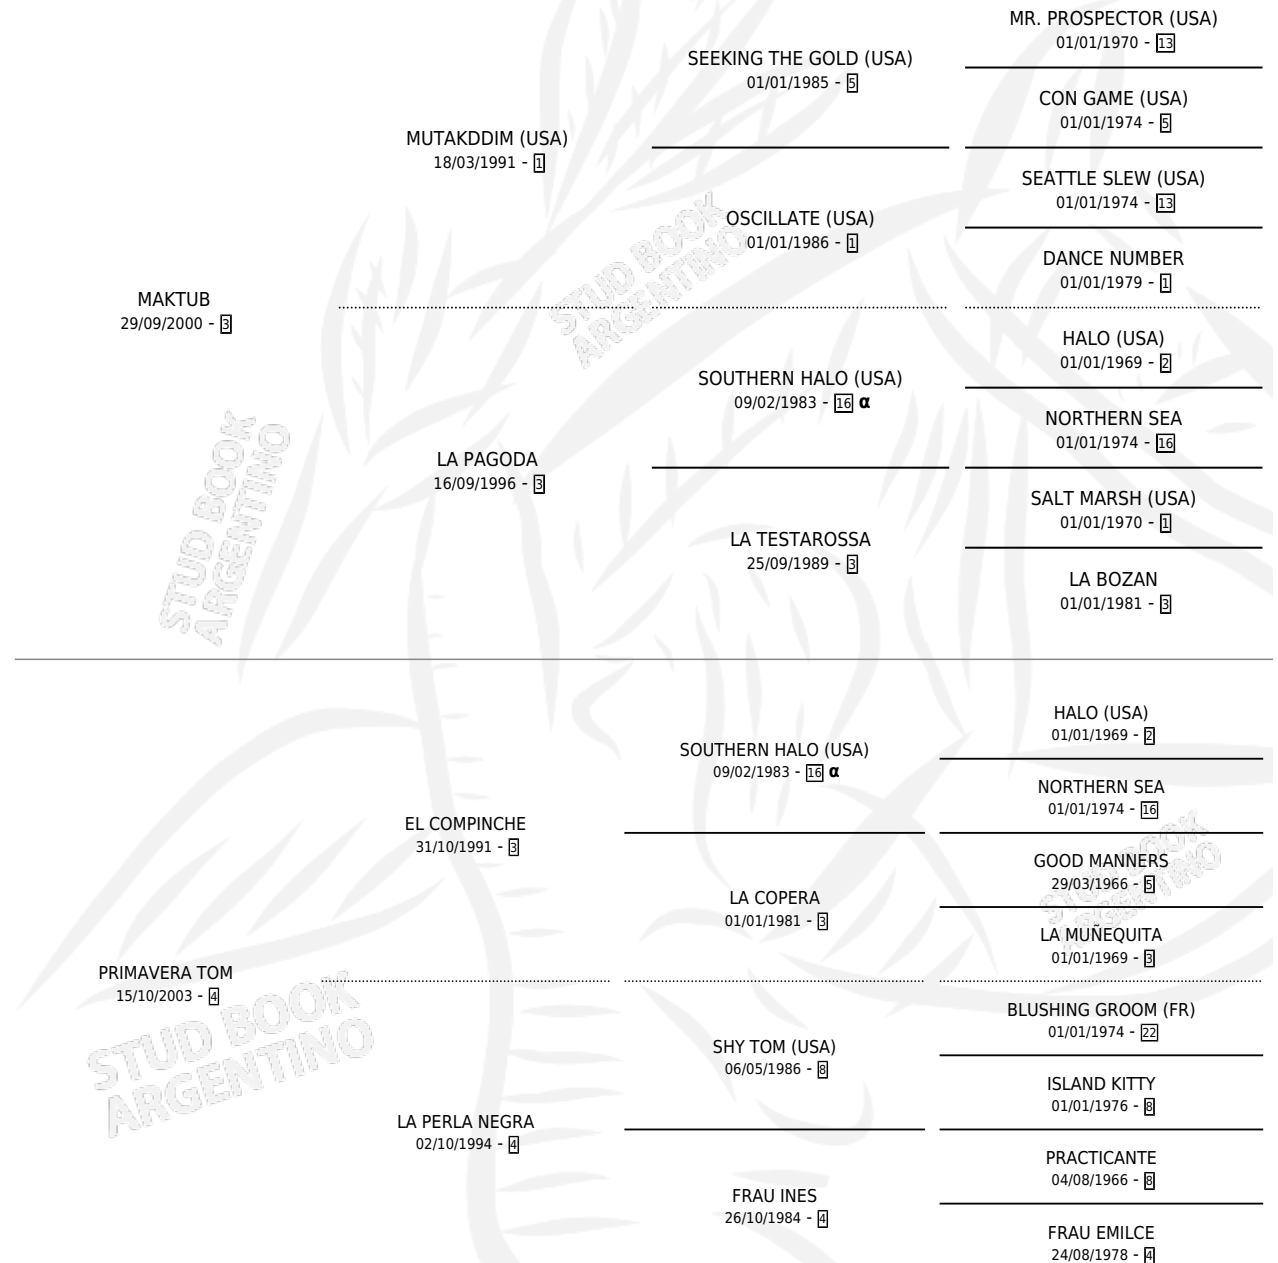 MR. PROSPECTOR (USA)
01/01/1970 - 13
SEEKING THE GOLD (USA)
01/01/1985 - 5
CON GAME (USA)
01/01/1974 - 5
MUTAKDDIM (USA)
18/03/1991 - 1
SEATTLE SLEW (USA)
01/01/1974 - 13
OSCILLATE (USA)
01/01/1986 - 1
DANCE NUMBER
01/01/1979 - 1
MAKTUB
29/09/2000 - 3
HALO (USA)
01/01/1969 - 2
SOUTHERN HALO (USA)
09/02/1983 - 16 α
NORTHERN SEA
01/01/1974 - 16
LA PAGODA
16/09/1996 - 3
SALT MARSH (USA)
01/01/1970 - 1
LA TESTAROSSA
25/09/1989 - 3
LA BOZAN
01/01/1981 - 3
HALO (USA)
01/01/1969 - 2
SOUTHERN HALO (USA)
09/02/1983 - 16 α
NORTHERN SEA
01/01/1974 - 16
EL COMPINCHE
31/10/1991 - 3
GOOD MANNERS
29/03/1966 - 5
LA COPERA
01/01/1981 - 3
LA MUÑEQUITA
01/01/1969 - 3
PRIMAVERA TOM
15/10/2003 - 4
BLUSHING GROOM (FR)
01/01/1974 - 22
SHY TOM (USA)
06/05/1986 - 8
ISLAND KITTY
01/01/1976 - 8
LA PERLA NEGRA
02/10/1994 - 4
PRACTICANTE
04/08/1966 - 8
FRAU INES
26/10/1984 - 4
FRAU EMILCE
24/08/1978 - 4
STUD BOOK
ARGENTINO
STUD BOOK
ARGENTINO
STUD BOOK
ARGENTINO
STUD BOOK
ARGENTINO